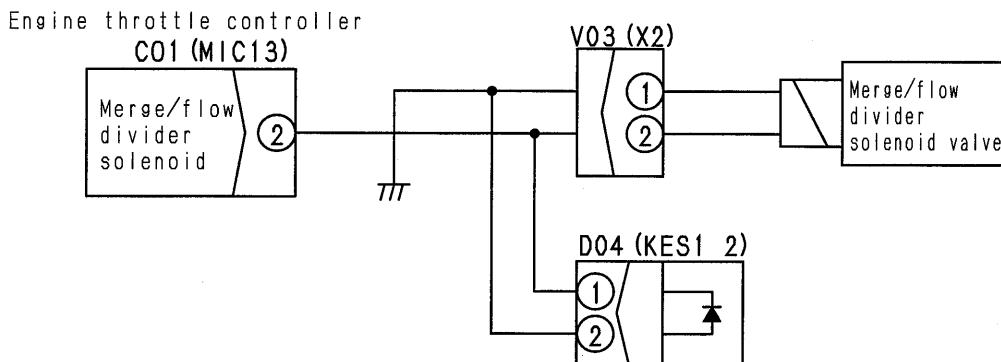 Engine throttle controller
C01 (MIC13)
Merge/flow
divider
solenoid
2
V03 (X2)
1
2
Merge/flow
divider
solenoid valve
D04 (KES1 2)
1
2